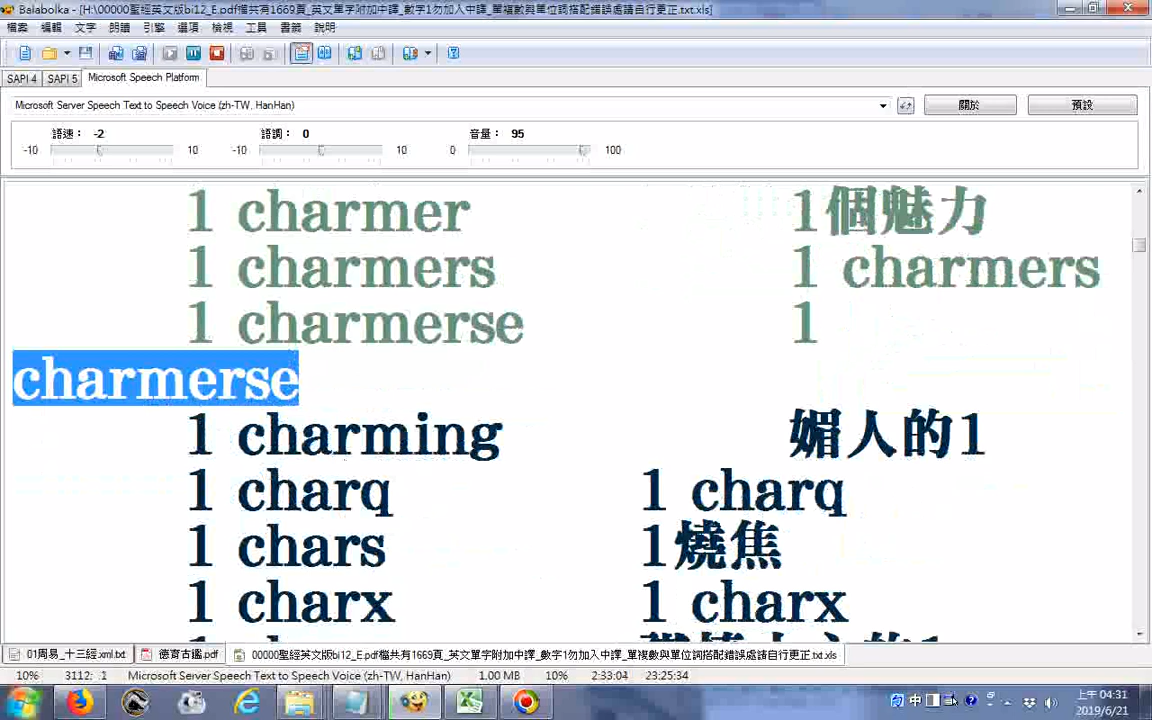 Balabolka - [H:\00000聖經英文版bi12_E.pdf檔共有1669頁_英文單字附加中譯_數字1勿加入中譯_單複數與單位詞搭配錯誤處請自行更正.txt.xls]
檔案 編輯 文字 朗讀 引擎 選項 檢視 工具 書籤 說明
SAPI 4 SAPI 5 Microsoft Speech Platform
Microsoft Server Speech Text to Speech Voice (zh-TW, HanHan) 關於 預設
語速： -2 語調： 0 音量： 95
-10 10 -10 10 0 100
1 charmer 1個魅力
1 charmers 1 charmers
1 charmerse 1
charmerse
1 charming 媚人的1
1 charq 1 charq
1 chars 1燒焦
1 charx 1 charx
01周易_十三經.xml.txt 德育古鑑.pdf 00000聖經英文版bi12_E.pdf檔共有1669頁_英文單字附加中譯_數字1勿加入中譯_單複數與單位詞搭配錯誤處請自行更正.txt.xls
10% 3112: 1 Microsoft Server Speech Text to Speech Voice (zh-TW, HanHan) 1.00 MB 10% 2:33:04 23:25:34
中 上午 04:31
2019/6/21